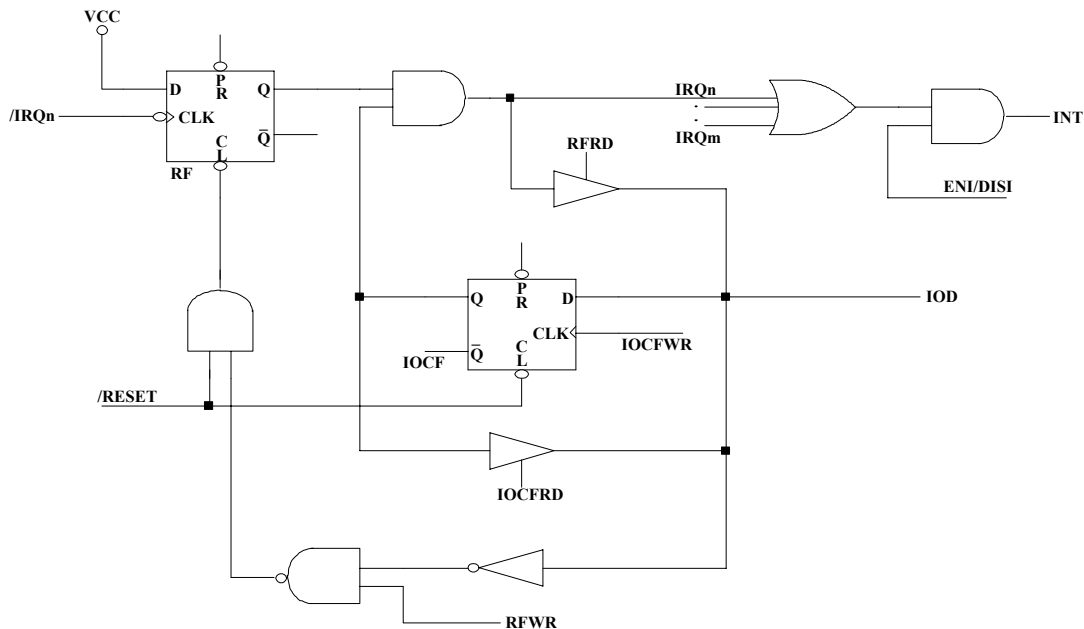 VCC
D
P
R
Q
/IRQn
CLK
Q
C
L
RF
IRQn
.
.
IRQm
INT
RFRD
ENI/DISI
P
R
Q
D
IOD
CLK
IOCFWR
IOCF
Q
C
L
/RESET
IOCFRD
RFWR